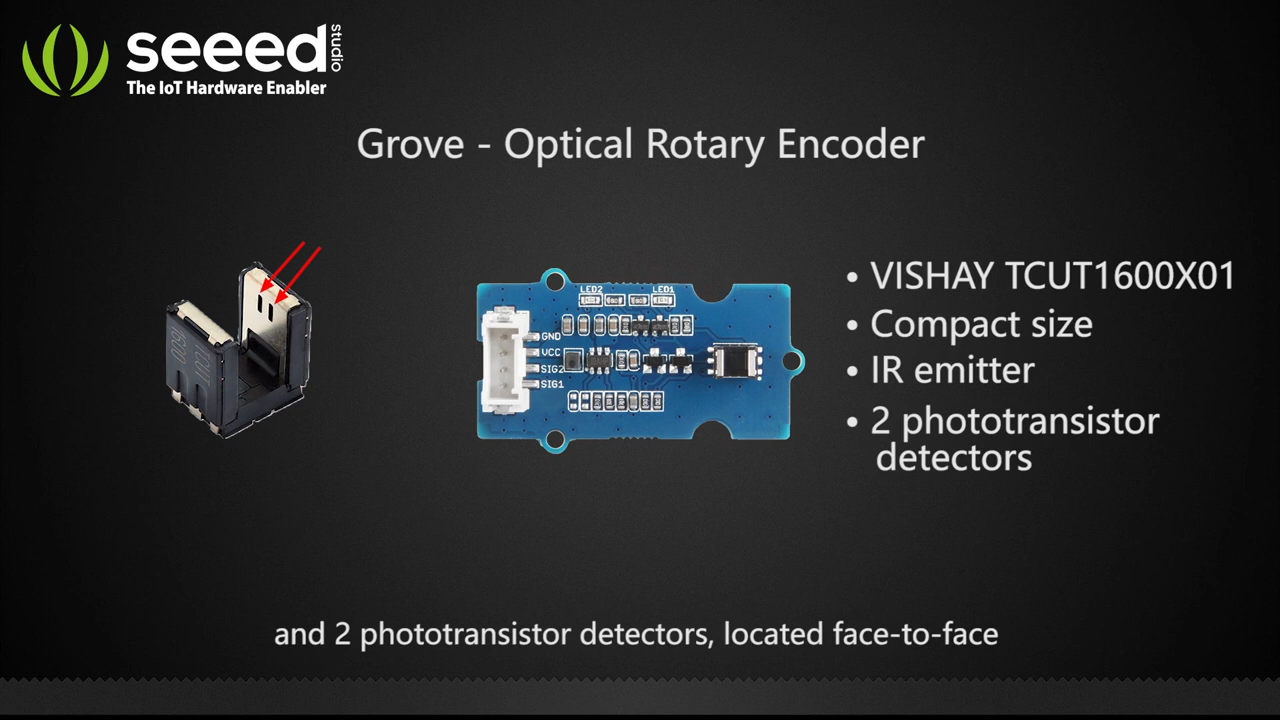 seeed
studio
The IoT Hardware Enabler
Grove - Optical Rotary Encoder
• VISHAY TCUT1600X01
• Compact size
• IR emitter
• 2 phototransistor
detectors
LED2
LED1
GND
VCC
SIG2
SIG1
and 2 phototransistor detectors, located face-to-face